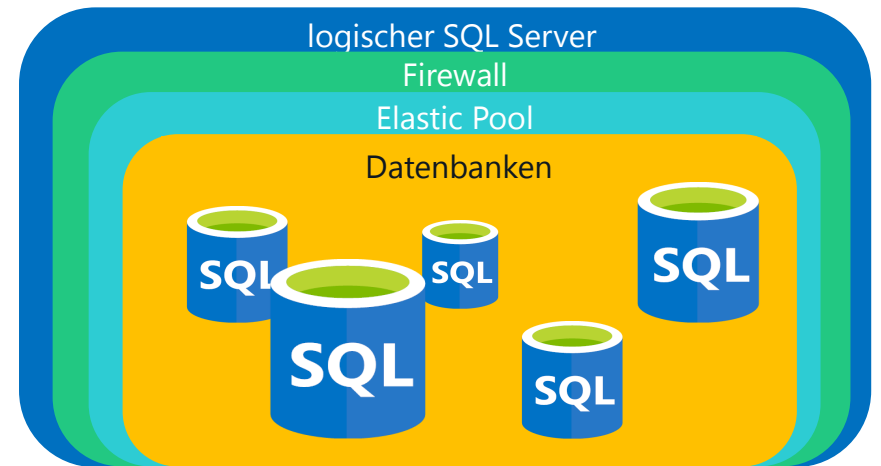 logischer SQL Server
Firewall
Elastic Pool
Datenbanken
SQL
SQL
SQL
SQL
SQL